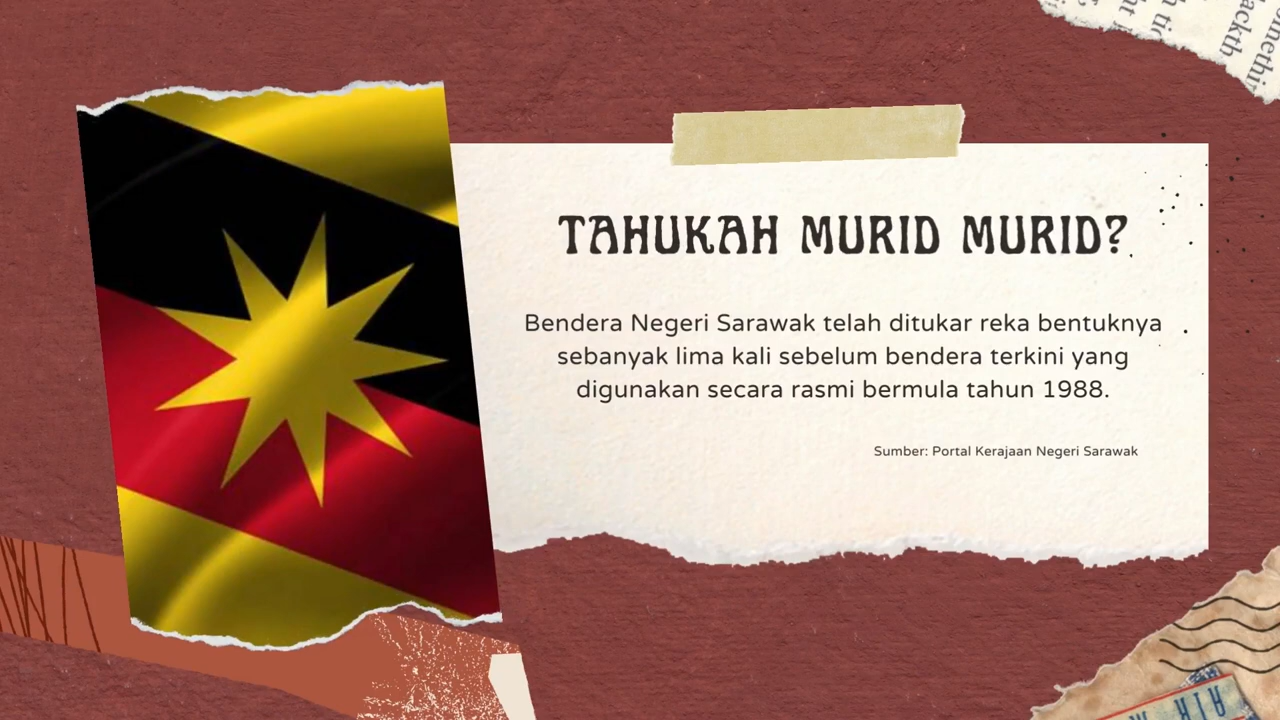 TAHUKAH MURID MURID?
Bendera Negeri Sarawak telah ditukar reka bentuknya
sebanyak lima kali sebelum bendera terkini yang
digunakan secara rasmi bermula tahun 1988.
Sumber: Portal Kerajaan Negeri Sarawak